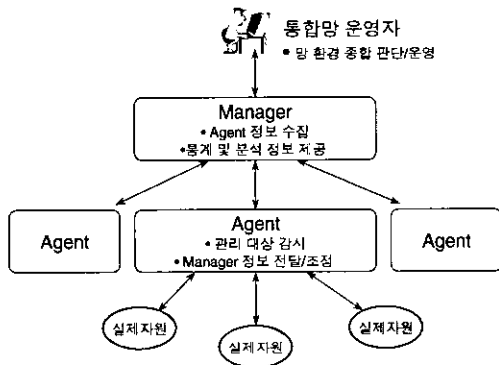 통합망 운영자
• 망 환경 종합 판단/운영
Manager
• Agent 정보 수집
• 통계 및 분석 정보 제공
Agent
Agent
• 관리 대상 감시
• Manager 정보 전달/조정
Agent
실제자원
실제자원
실제자원